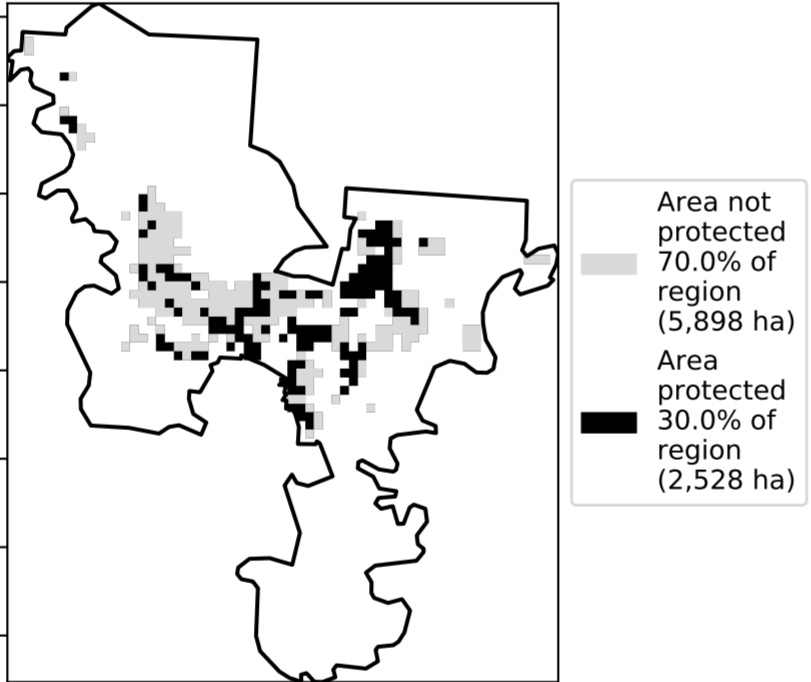 Area not
protected
70.0% of
region
(5,898 ha)
Area
protected
30.0% of
region
(2,528 ha)